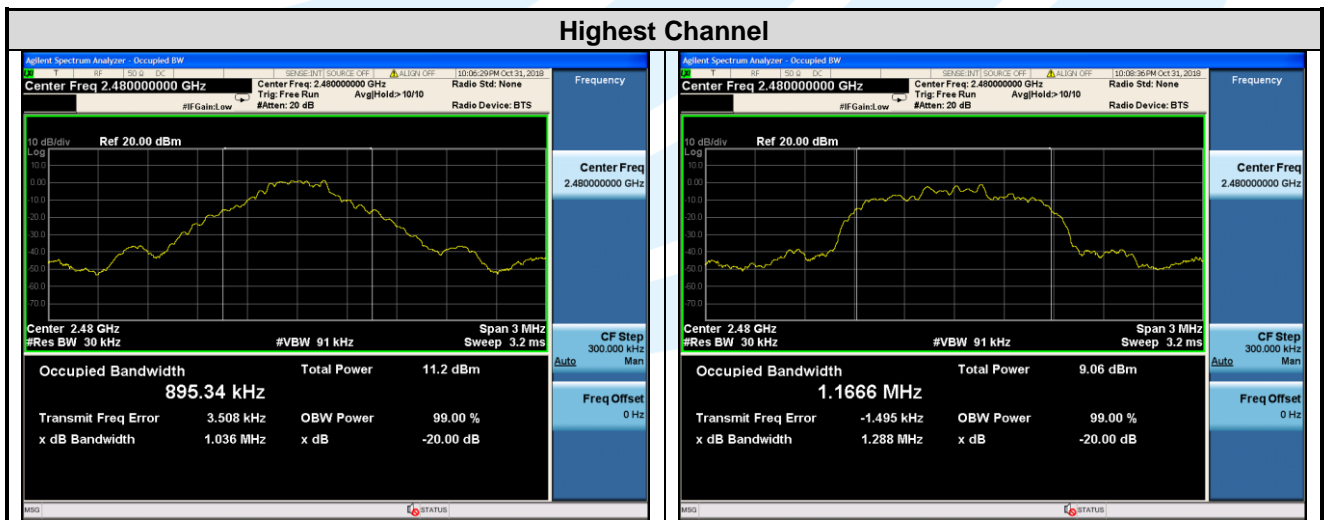 Highest Channel
Agilent Spectrum Analyzer - Occupied BW
T RF 50 Ω DC SENSE:INT SOURCE OFF ALIGN OFF 10:06:29PM Oct 31, 2018
Center Freq 2.480000000 GHz Center Freq: 2.480000000 GHz Radio Std: None
Trig: Free Run Avg|Hold:> 10/10
#IFGain:Low #Atten: 20 dB Radio Device: BTS
10 dB/div Ref 20.00 dBm
Log
10.0
0.00
-10.0
-20.0
-30.0
-40.0
-50.0
-60.0
-70.0
Center 2.48 GHz Span 3 MHz
#Res BW 30 kHz #VBW 91 kHz Sweep 3.2 ms
Occupied Bandwidth Total Power 11.2 dBm
895.34 kHz
Transmit Freq Error 3.508 kHz OBW Power 99.00 %
x dB Bandwidth 1.036 MHz x dB -20.00 dB
MSG STATUS
Frequency
Center Freq
2.480000000 GHz
CF Step
300.000 kHz
Auto Man
Freq Offset
0 Hz
Agilent Spectrum Analyzer - Occupied BW
T RF 50 Ω DC SENSE:INT SOURCE OFF ALIGN OFF 10:08:36PM Oct 31, 2018
Center Freq 2.480000000 GHz Center Freq: 2.480000000 GHz Radio Std: None
Trig: Free Run Avg|Hold:> 10/10
#IFGain:Low #Atten: 20 dB Radio Device: BTS
10 dB/div Ref 20.00 dBm
Log
10.0
0.00
-10.0
-20.0
-30.0
-40.0
-50.0
-60.0
-70.0
Center 2.48 GHz Span 3 MHz
#Res BW 30 kHz #VBW 91 kHz Sweep 3.2 ms
Occupied Bandwidth Total Power 9.06 dBm
1.1666 MHz
Transmit Freq Error -1.495 kHz OBW Power 99.00 %
x dB Bandwidth 1.288 MHz x dB -20.00 dB
MSG STATUS
Frequency
Center Freq
2.480000000 GHz
CF Step
300.000 kHz
Auto Man
Freq Offset
0 Hz